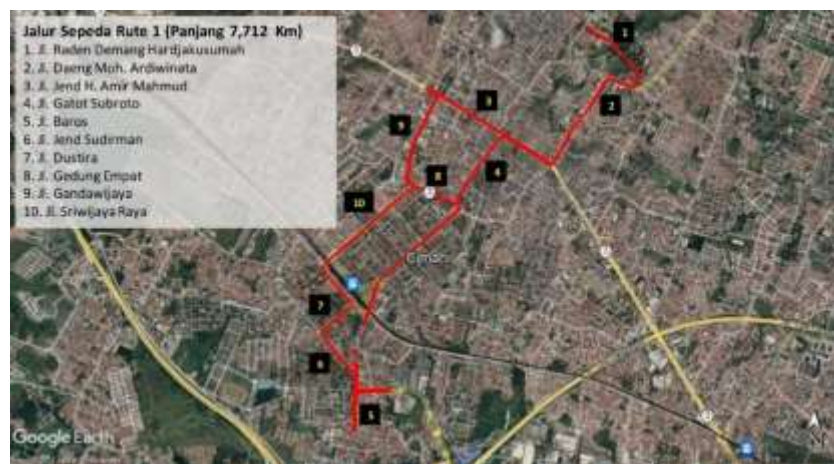 Jalur Sepeda Rute 1 (Panjang 7,712 Km)
1. Jl. Raden Demang Hardjakusumah
2. Jl. Daeng Moh. Ardiwinata
3. Jl. Jend H. Amir Mahmud
4. Jl. Gatot Subroto
5. Jl. Baros
6. Jl. Jend Sudirman
7. Jl. Dustira
8. Jl. Gedung Empat
9. Jl. Gandawijaya
10. Jl. Sriwijaya Raya
1
2
3
9
4
8
10
7
6
5
Google Earth
N